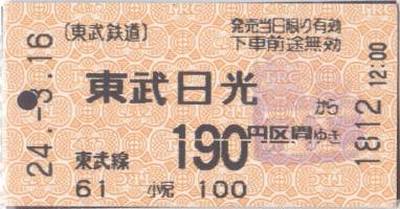 24.-3.16
〔東武鉄道〕
発売当日限り有効
下車前途無効
東武日光から
190円区間ゆき
東武線
61 小児 100
18-12 12:00